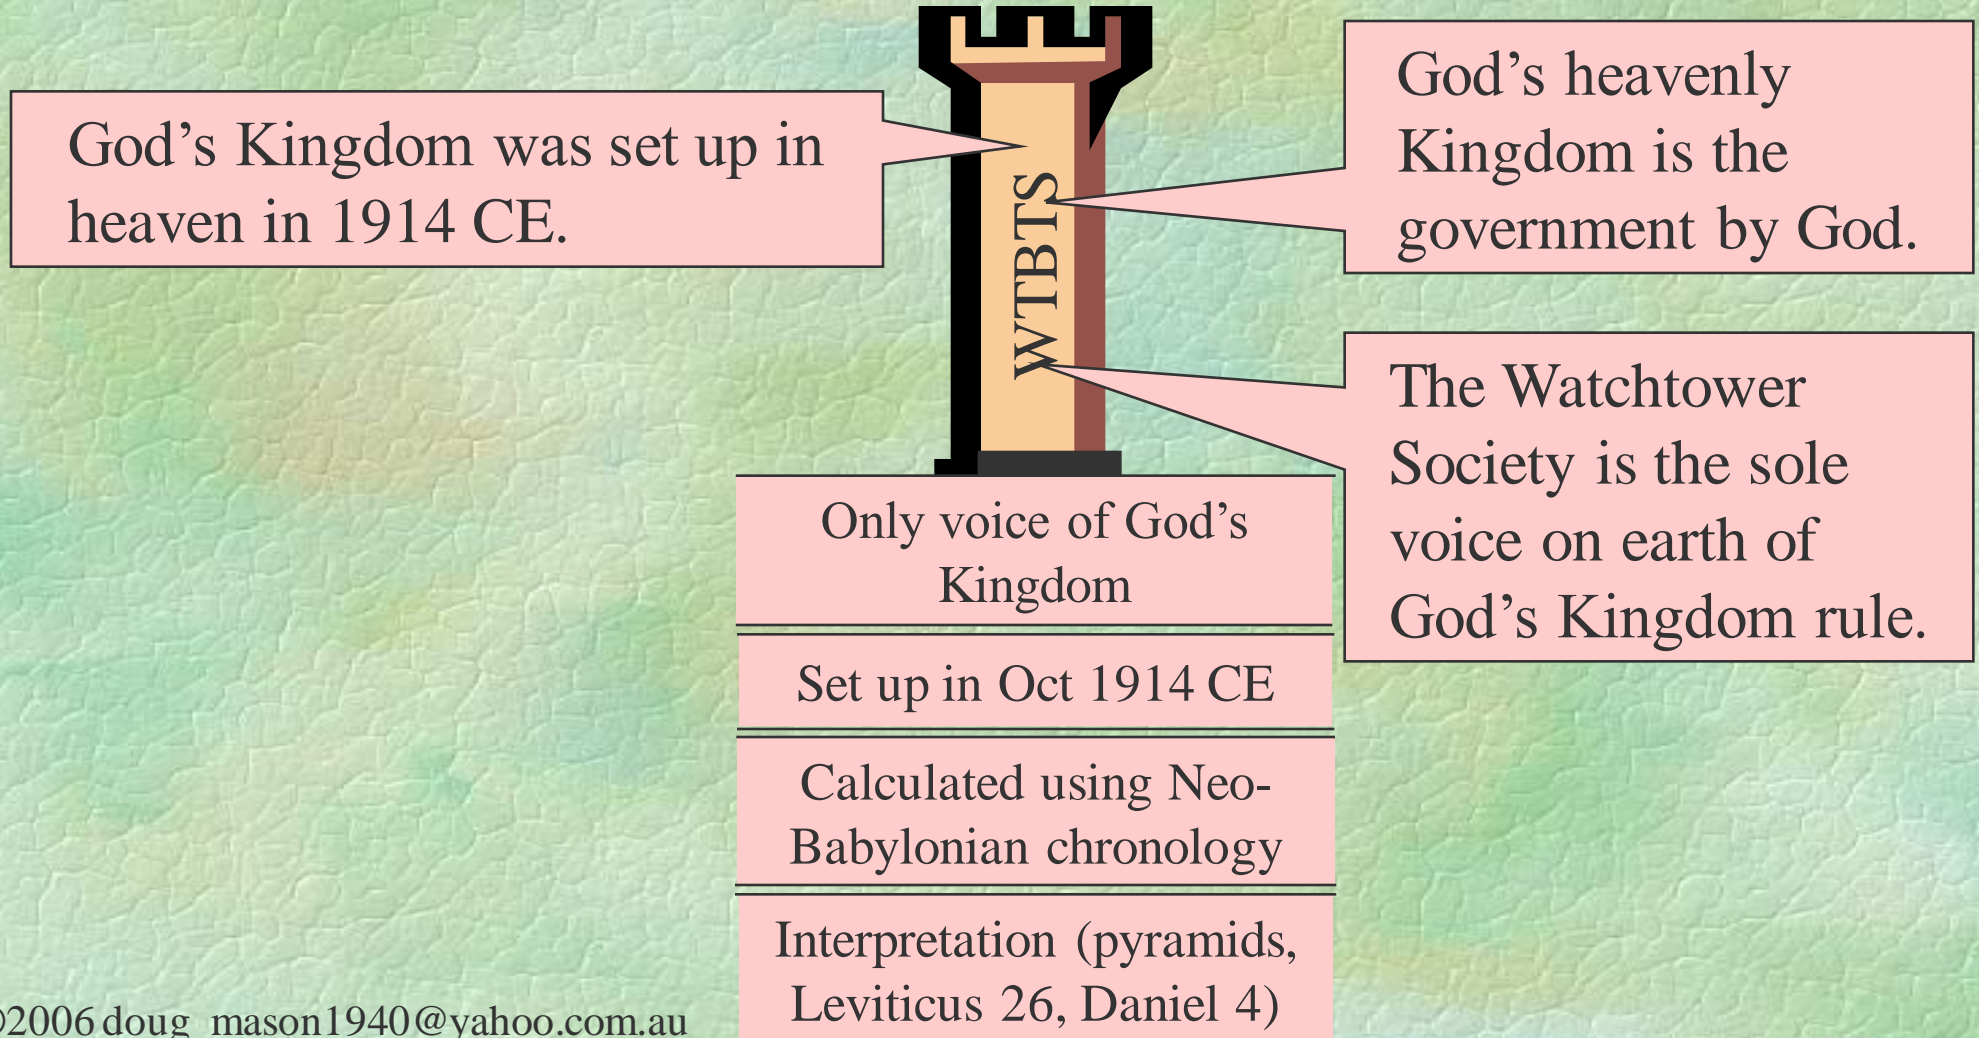 God’s Kingdom was set up in
heaven in 1914 CE.
God’s heavenly
Kingdom is the
government by God.
WTBTS
The Watchtower
Society is the sole
voice on earth of
God’s Kingdom rule.
Only voice of God’s
Kingdom
Set up in Oct 1914 CE
Calculated using Neo-
Babylonian chronology
Interpretation (pyramids,
Leviticus 26, Daniel 4)
©2006 doug_mason1940@yahoo.com.au